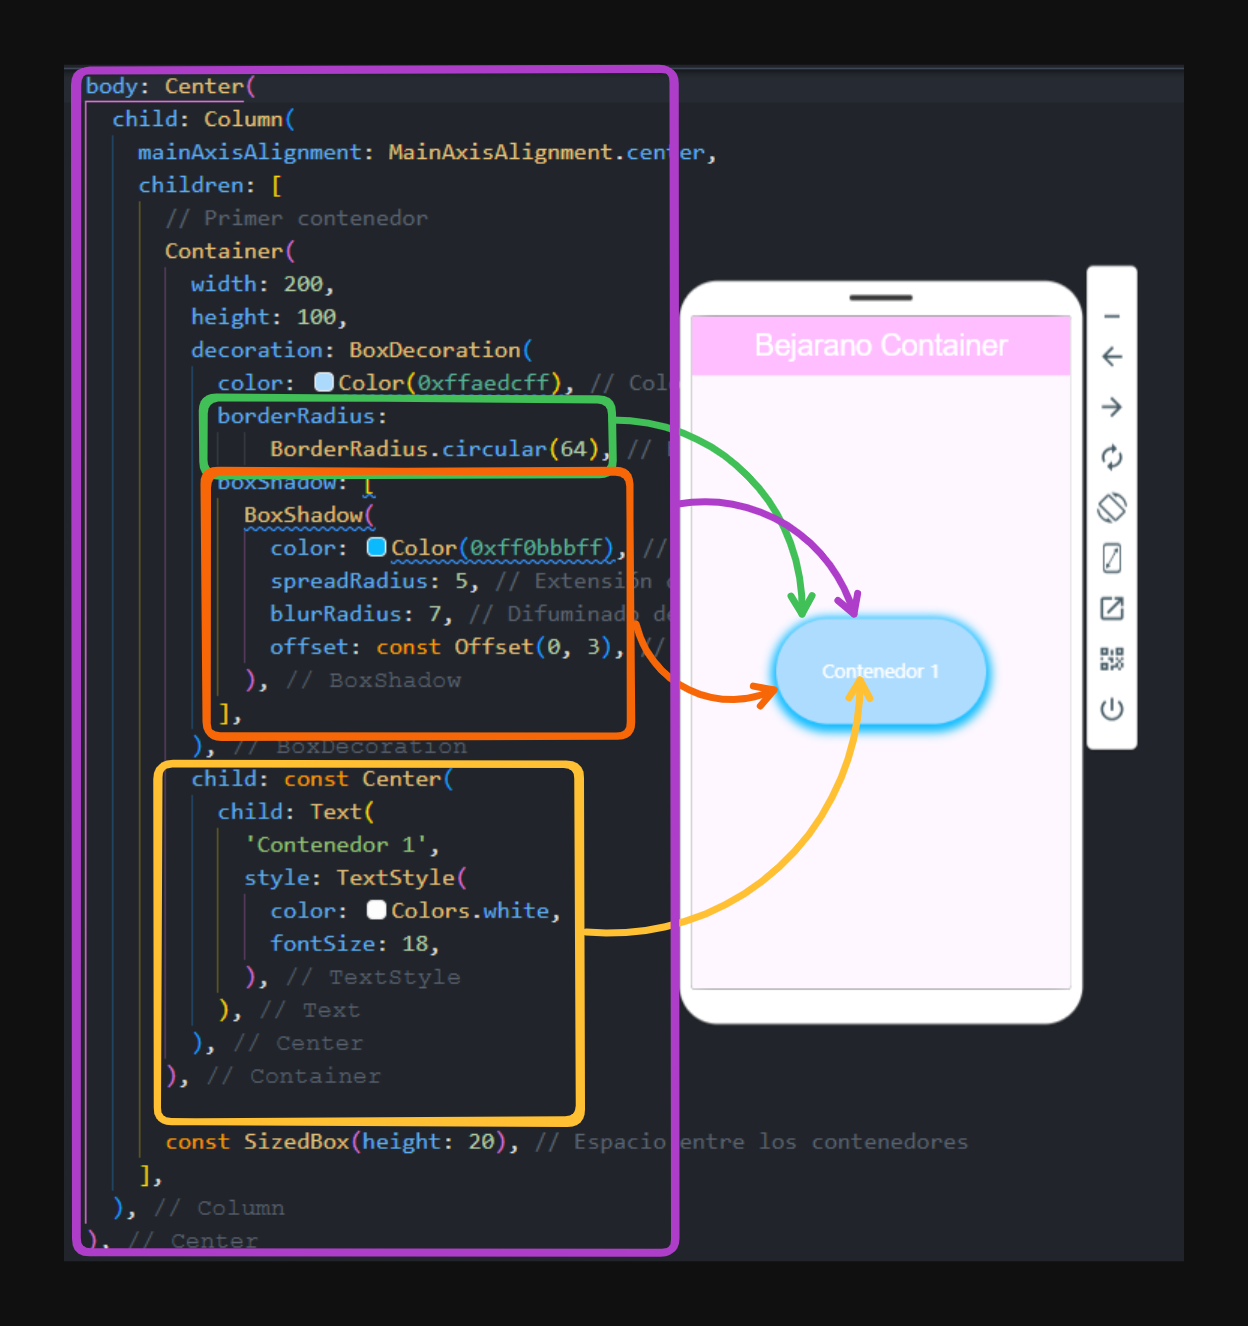 body: Center(
child: Column(
mainAxisAlignment: MainAxisAlignment.center,
children: [
// Primer contenedor
Container(
width: 200,
height: 100,
decoration: BoxDecoration(
color: Color(0xffaedcff), // Col
borderRadius:
BorderRadius.circular(64), //
boxShadow: [
BoxShadow(
color: Color(0xff0bbbff), //
spreadRadius: 5, // Extensión
blurRadius: 7, // Difuminado de
offset: const Offset(0, 3), //
), // BoxShadow
],
), // BoxDecoration
child: const Center(
child: Text(
'Contenedor 1',
style: TextStyle(
color: Colors.white,
fontSize: 18,
), // TextStyle
), // Text
), // Center
), // Container
const SizedBox(height: 20), // Espacio entre los contenedores
],
), // Column
), // Center
Bejarano Container
Contenedor 1